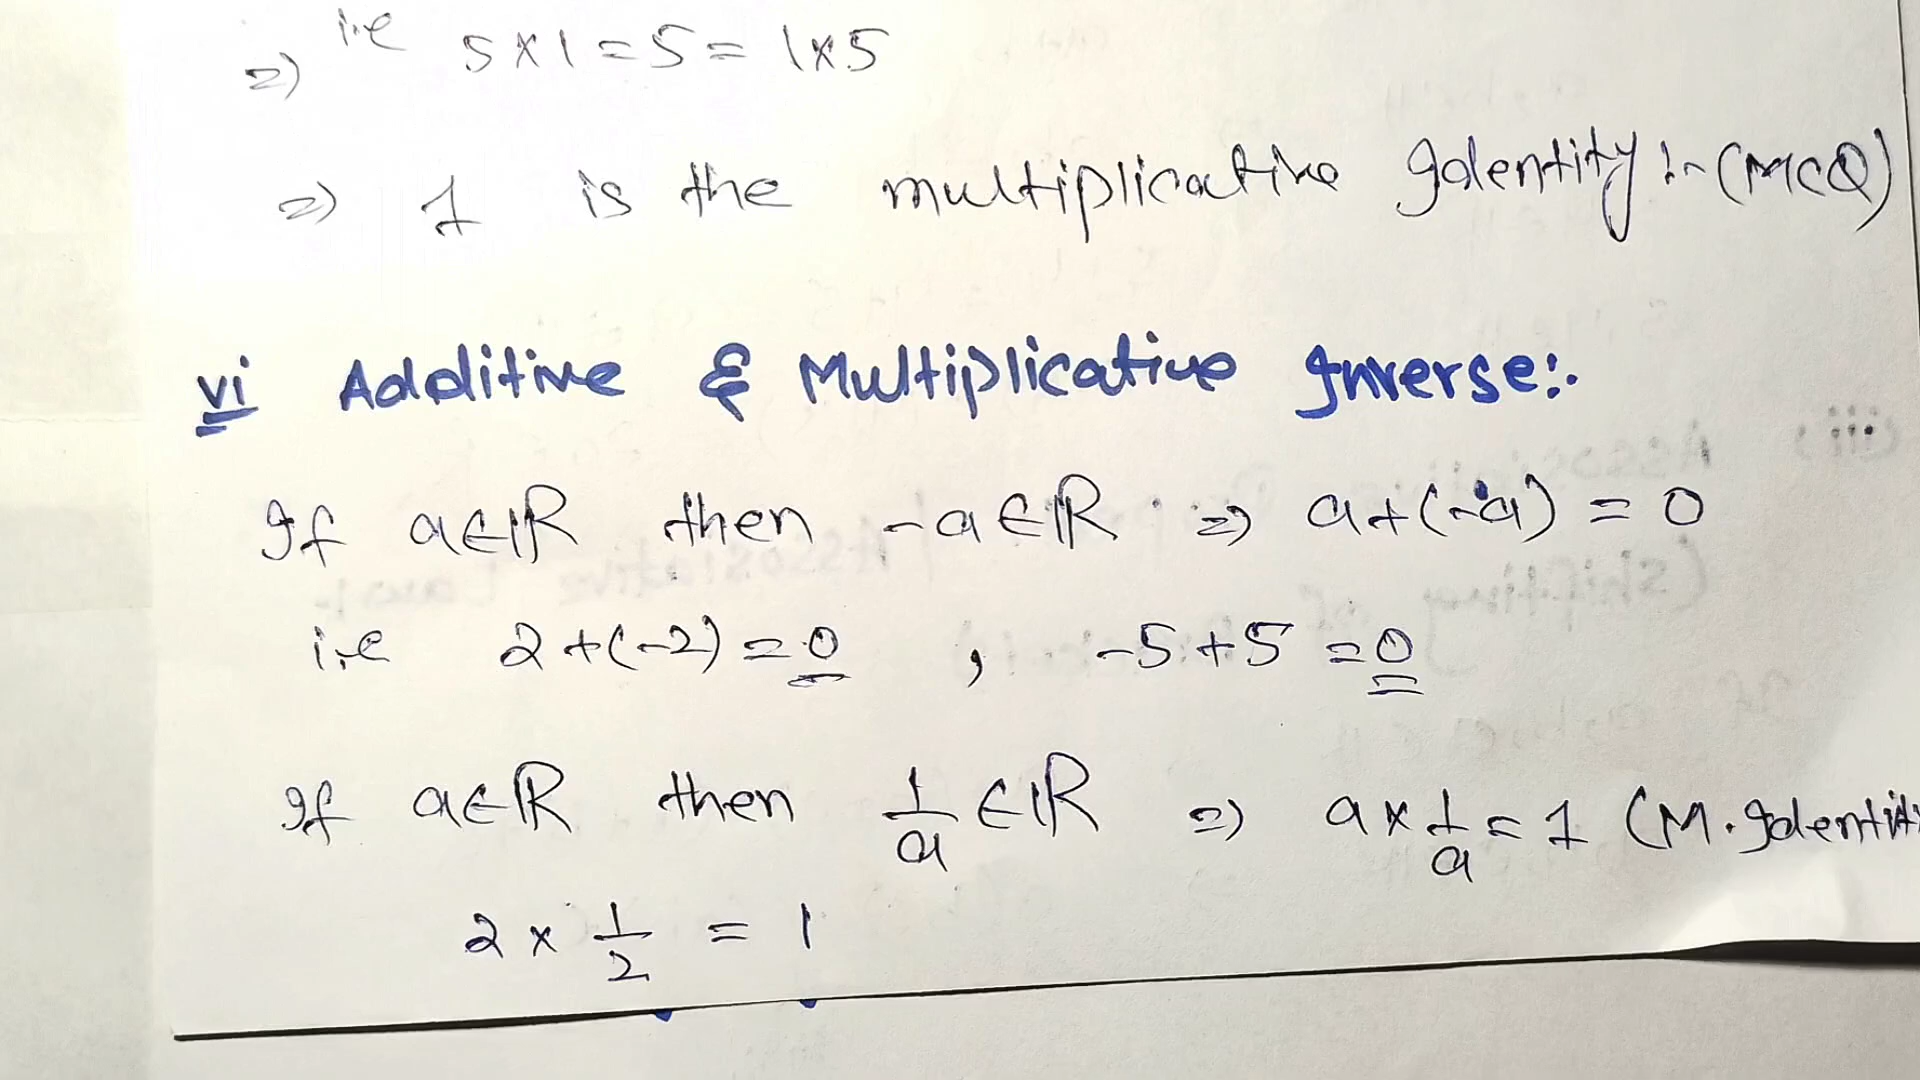 i.e 5×1=5=1×5
⇒ 1 is the multiplicative Identity :- (MCQ)
vi Additive & Multiplicative Inverse:-
If a∈ℝ then -a∈ℝ ⇒ a+(-a) = 0
i.e 2+(-2)=0 , -5+5=0
If a∈ℝ then 1/a ∈ℝ ⇒ a×1/a=1 (M.Identit
2 × 1/2 = 1